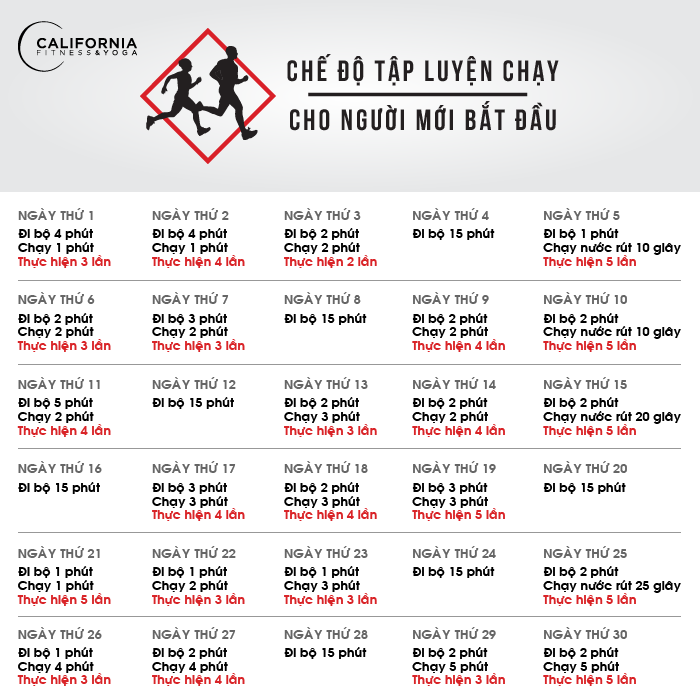 CALIFORNIA
FITNESS&YOGA
CHẾ ĐỘ TẬP LUYỆN CHẠY
CHO NGƯỜI MỚI BẮT ĐẦU
NGÀY THỨ 1
Đi bộ 4 phút
Chạy 1 phút
Thực hiện 3 lần
NGÀY THỨ 2
Đi bộ 4 phút
Chạy 1 phút
Thực hiện 4 lần
NGÀY THỨ 3
Đi bộ 2 phút
Chạy 2 phút
Thực hiện 2 lần
NGÀY THỨ 4
Đi bộ 15 phút
NGÀY THỨ 5
Đi bộ 1 phút
Chạy nước rút 10 giây
Thực hiện 5 lần
NGÀY THỨ 6
Đi bộ 2 phút
Chạy 2 phút
Thực hiện 3 lần
NGÀY THỨ 7
Đi bộ 3 phút
Chạy 2 phút
Thực hiện 3 lần
NGÀY THỨ 8
Đi bộ 15 phút
NGÀY THỨ 9
Đi bộ 2 phút
Chạy 2 phút
Thực hiện 4 lần
NGÀY THỨ 10
Đi bộ 2 phút
Chạy nước rút 10 giây
Thực hiện 5 lần
NGÀY THỨ 11
Đi bộ 5 phút
Chạy 2 phút
Thực hiện 4 lần
NGÀY THỨ 12
Đi bộ 15 phút
NGÀY THỨ 13
Đi bộ 2 phút
Chạy 3 phút
Thực hiện 3 lần
NGÀY THỨ 14
Đi bộ 2 phút
Chạy 2 phút
Thực hiện 4 lần
NGÀY THỨ 15
Đi bộ 2 phút
Chạy nước rút 20 giây
Thực hiện 5 lần
NGÀY THỨ 16
Đi bộ 15 phút
NGÀY THỨ 17
Đi bộ 3 phút
Chạy 3 phút
Thực hiện 4 lần
NGÀY THỨ 18
Đi bộ 2 phút
Chạy 3 phút
Thực hiện 4 lần
NGÀY THỨ 19
Đi bộ 3 phút
Chạy 3 phút
Thực hiện 5 lần
NGÀY THỨ 20
Đi bộ 15 phút
NGÀY THỨ 21
Đi bộ 1 phút
Chạy 1 phút
Thực hiện 5 lần
NGÀY THỨ 22
Đi bộ 1 phút
Chạy 2 phút
Thực hiện 3 lần
NGÀY THỨ 23
Đi bộ 1 phút
Chạy 3 phút
Thực hiện 3 lần
NGÀY THỨ 24
Đi bộ 15 phút
NGÀY THỨ 25
Đi bộ 2 phút
Chạy nước rút 25 giây
Thực hiện 5 lần
NGÀY THỨ 26
Đi bộ 1 phút
Chạy 4 phút
Thực hiện 3 lần
NGÀY THỨ 27
Đi bộ 2 phút
Chạy 4 phút
Thực hiện 4 lần
NGÀY THỨ 28
Đi bộ 15 phút
NGÀY THỨ 29
Đi bộ 2 phút
Chạy 5 phút
Thực hiện 3 lần
NGÀY THỨ 30
Đi bộ 2 phút
Chạy 5 phút
Thực hiện 5 lần